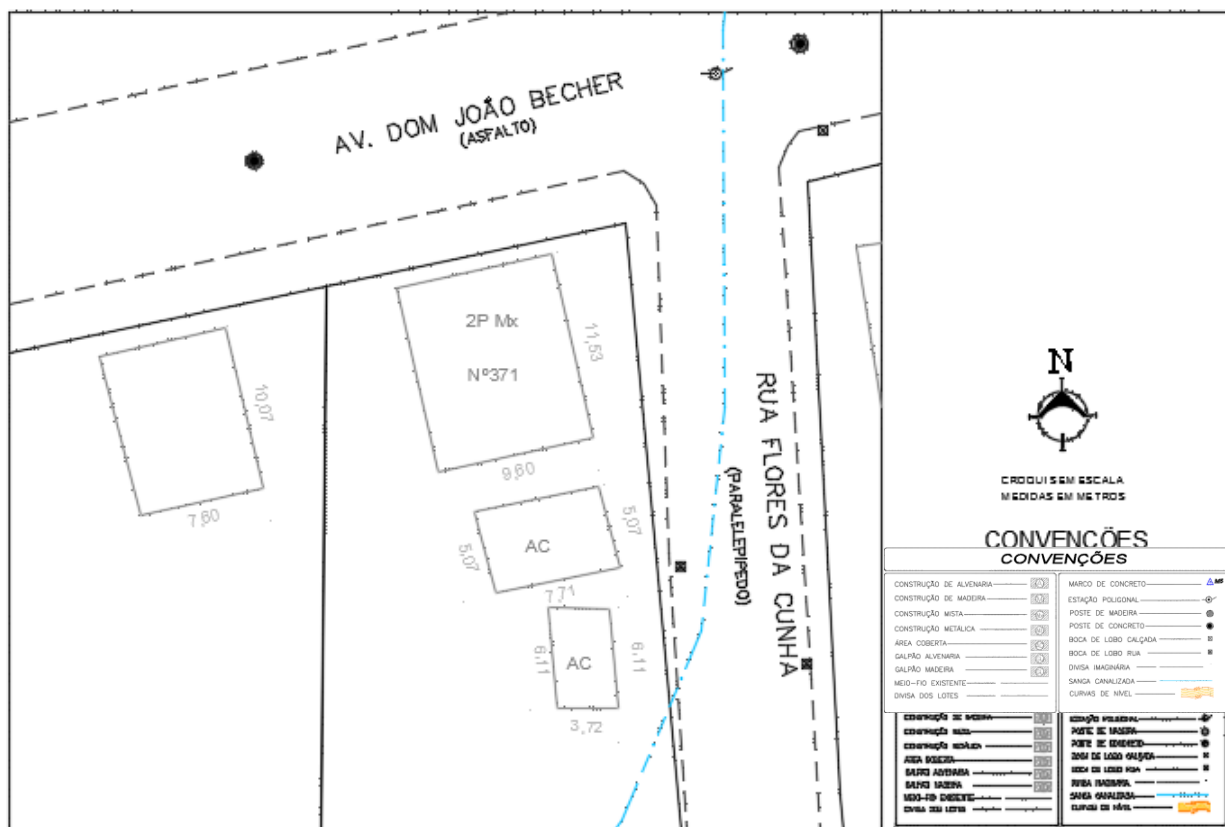 AV. DOM JOÃO BECHER
(ASFALTO)
2P Mx
Nº371
11,53
9,60
10,07
7,60
AC
5,07
5,07
7,71
AC
6,11
6,11
3,72
RUA FLORES DA CUNHA
(PARALELEPIPEDO)
N
CROQUI SEM ESCALA
MEDIDAS EM METROS
CONVENÇÕES
CONVENÇÕES
CONSTRUÇÃO DE ALVENARIA
CONSTRUÇÃO DE MADEIRA
CONSTRUÇÃO MISTA
CONSTRUÇÃO METÁLICA
ÁREA COBERTA
GALPÃO ALVENARIA
GALPÃO MADEIRA
MEIO-FIO EXISTENTE
DIVISA DOS LOTES
MARCO DE CONCRETO
ESTAÇÃO POLIGONAL
POSTE DE MADEIRA
POSTE DE CONCRETO
BOCA DE LOBO CALÇADA
BOCA DE LOBO RUA
DIVISA IMAGINÁRIA
SANGA CANALIZADA
CURVAS DE NÍVEL